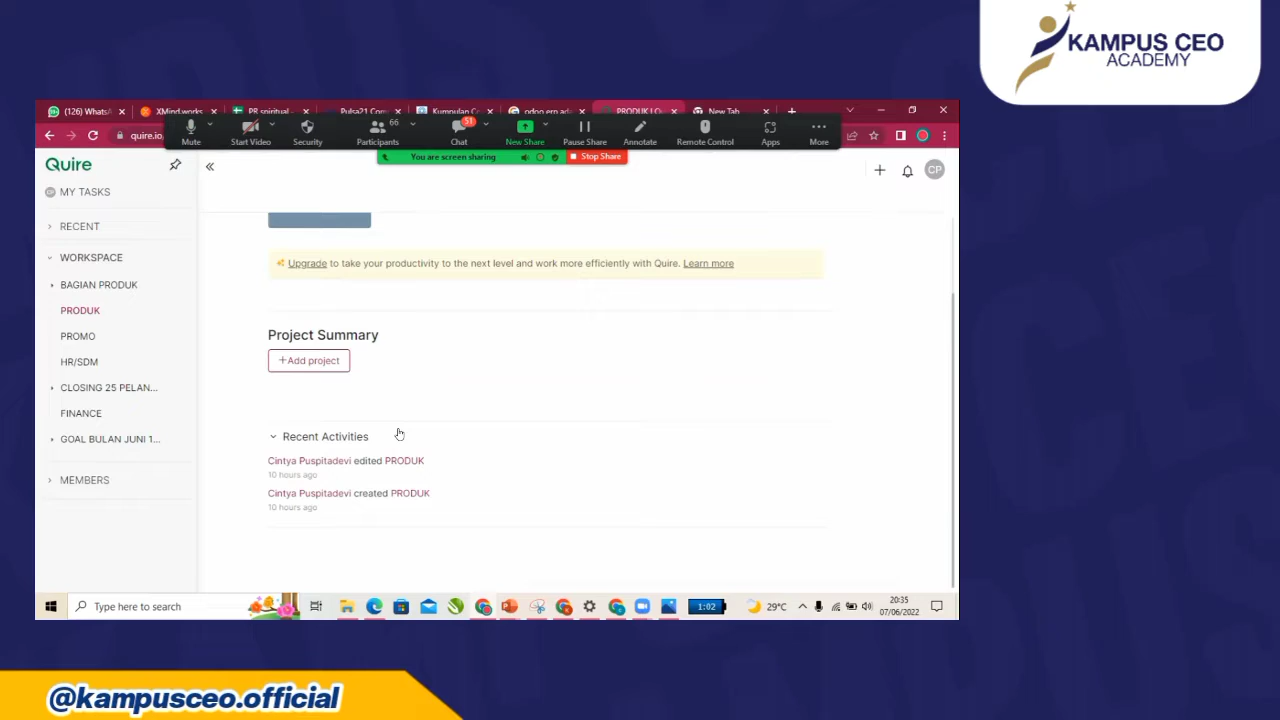 KAMPUS CEO
ACADEMY
(126) Whats
XMind.works
PR spiritual
Pulsa21 Con
Kumpulan
odoo erp ad
PRODUK |
New Tab
quire.io
Mute
Start Video
Security
66
Participants
51
Chat
New Share
Pause Share
Annotate
Remote Control
Apps
More
You are screen sharing
Stop Share
Quire
CP
CP MY TASKS
RECENT
WORKSPACE
BAGIAN PRODUK
PRODUK
PROMO
HR/SDM
CLOSING 25 PELAN...
FINANCE
GOAL BULAN JUNI 1...
MEMBERS
Upgrade to take your productivity to the next level and work more efficiently with Quire. Learn more
Project Summary
+Add project
Recent Activities
Cintya Puspitadevi edited PRODUK
10 hours ago
Cintya Puspitadevi created PRODUK
10 hours ago
Type here to search
1:02
29°C
20:35
07/06/2022
@kampusceo.official